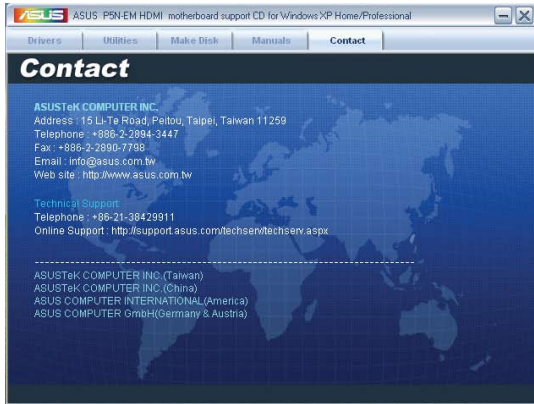 ASUS ASUS P5N-EM HDMI motherboard support CD for Windows XP Home/Professional
Drivers Utilities Make Disk Manuals Contact
Contact
ASUSTeK COMPUTER INC.
Address : 15 Li-Te Road, Peitou, Taipei, Taiwan 11259
Telephone : +886-2-2894-3447
Fax : +886-2-2890-7798
Email : info@asus.com.tw
Web site : http://www.asus.com.tw
Technical Support
Telephone : +86-21-38429911
Online Support : http://support.asus.com/techserv/techserv.aspx
ASUSTeK COMPUTER INC.(Taiwan)
ASUSTeK COMPUTER INC.(China)
ASUS COMPUTER INTERNATIONAL(America)
ASUS COMPUTER GmbH(Germany & Austria)